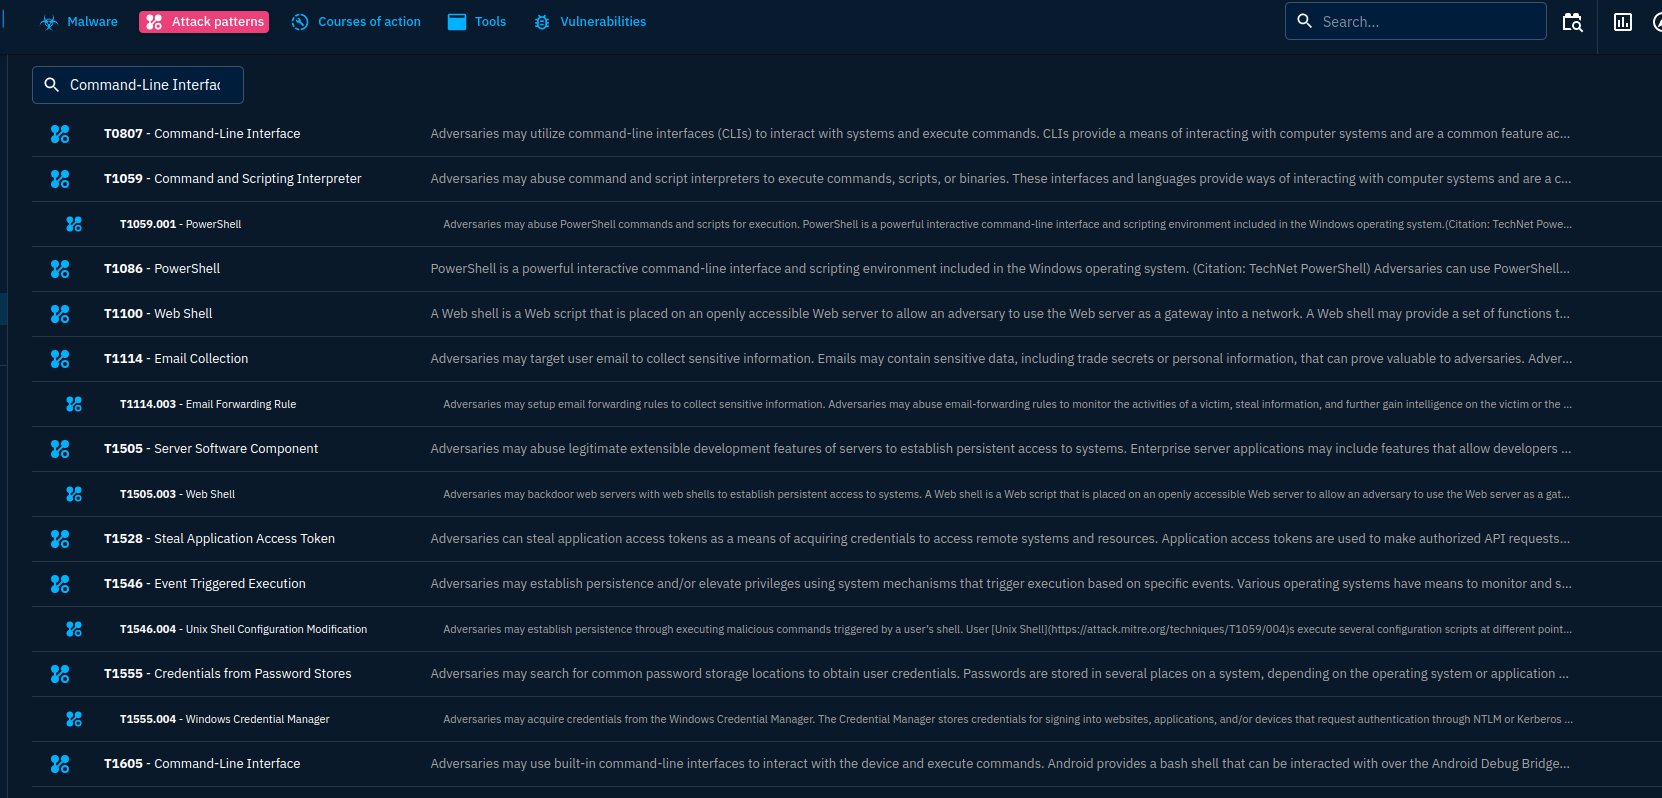 Malware Attack patterns Courses of action Tools Vulnerabilities Search...
Command-Line Interfac
T0807 - Command-Line Interface Adversaries may utilize command-line interfaces (CLIs) to interact with systems and execute commands. CLIs provide a means of interacting with computer systems and are a common feature ac...
T1059 - Command and Scripting Interpreter Adversaries may abuse command and script interpreters to execute commands, scripts, or binaries. These interfaces and languages provide ways of interacting with computer systems and are a c...
T1059.001 - PowerShell Adversaries may abuse PowerShell commands and scripts for execution. PowerShell is a powerful interactive command-line interface and scripting environment included in the Windows operating system.(Citation: TechNet Powe...
T1086 - PowerShell PowerShell is a powerful interactive command-line interface and scripting environment included in the Windows operating system. (Citation: TechNet PowerShell) Adversaries can use PowerShell...
T1100 - Web Shell A Web shell is a Web script that is placed on an openly accessible Web server to allow an adversary to use the Web server as a gateway into a network. A Web shell may provide a set of functions t...
T1114 - Email Collection Adversaries may target user email to collect sensitive information. Emails may contain sensitive data, including trade secrets or personal information, that can prove valuable to adversaries. Adver...
T1114.003 - Email Forwarding Rule Adversaries may setup email forwarding rules to collect sensitive information. Adversaries may abuse email-forwarding rules to monitor the activities of a victim, steal information, and further gain intelligence on the victim or the ...
T1505 - Server Software Component Adversaries may abuse legitimate extensible development features of servers to establish persistent access to systems. Enterprise server applications may include features that allow developers ...
T1505.003 - Web Shell Adversaries may backdoor web servers with web shells to establish persistent access to systems. A Web shell is a Web script that is placed on an openly accessible Web server to allow an adversary to use the Web server as a gat...
T1528 - Steal Application Access Token Adversaries can steal application access tokens as a means of acquiring credentials to access remote systems and resources. Application access tokens are used to make authorized API requests...
T1546 - Event Triggered Execution Adversaries may establish persistence and/or elevate privileges using system mechanisms that trigger execution based on specific events. Various operating systems have means to monitor and s...
T1546.004 - Unix Shell Configuration Modification Adversaries may establish persistence through executing malicious commands triggered by a user's shell. User [Unix Shell](https://attack.mitre.org/techniques/T1059/004)s execute several configuration scripts at different point...
T1555 - Credentials from Password Stores Adversaries may search for common password storage locations to obtain user credentials. Passwords are stored in several places on a system, depending on the operating system or application ...
T1555.004 - Windows Credential Manager Adversaries may acquire credentials from the Windows Credential Manager. The Credential Manager stores credentials for signing into websites, applications, and/or devices that request authentication through NTLM or Kerberos ...
T1605 - Command-Line Interface Adversaries may use built-in command-line interfaces to interact with the device and execute commands. Android provides a bash shell that can be interacted with over the Android Debug Bridge...